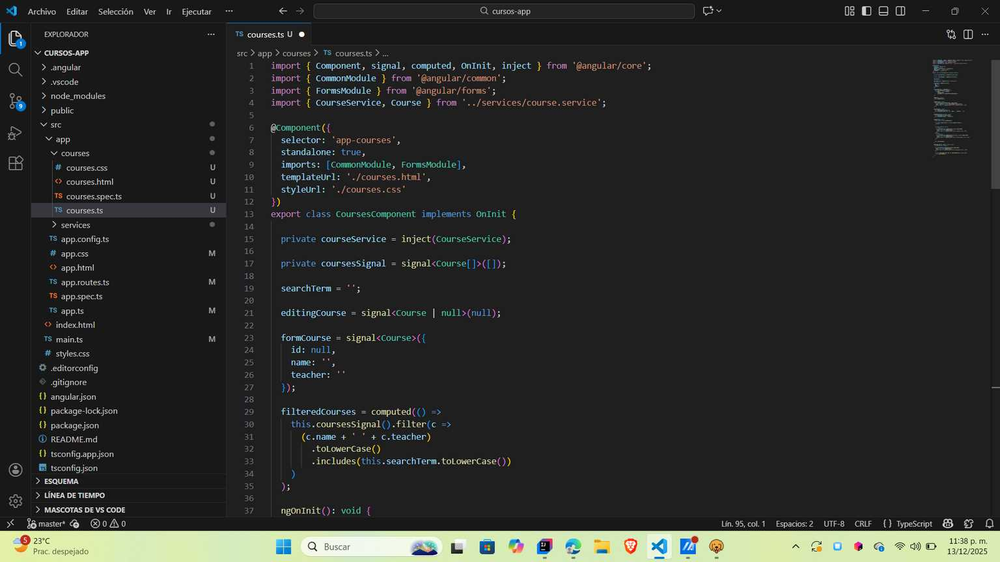 Archivo Editar Selección Ver Ir Ejecutar ··· cursos-app
EXPLORADOR ···
CURSOS-APP
.angular
.vscode
node_modules
public
src
app
courses
# courses.css U
<> courses.html U
TS courses.spec.ts U
TS courses.ts U
services
TS app.config.ts
# app.css M
<> app.html
TS app.routes.ts M
TS app.spec.ts
TS app.ts M
<> index.html
TS main.ts M
# styles.css
.editorconfig
.gitignore
{} angular.json
{} package-lock.json
{} package.json
README.md
{} tsconfig.app.json
TS tsconfig.json
ESQUEMA
LÍNEA DE TIEMPO
MASCOTAS DE VS CODE
1
9
TS courses.ts U
src > app > courses > TS courses.ts > ...
1 import { Component, signal, computed, OnInit, inject } from '@angular/core';
2 import { CommonModule } from '@angular/common';
3 import { FormsModule } from '@angular/forms';
4 import { CourseService, Course } from '../services/course.service';
5
6 @Component({
7 selector: 'app-courses',
8 standalone: true,
9 imports: [CommonModule, FormsModule],
10 templateUrl: './courses.html',
11 styleUrl: './courses.css'
12 })
13 export class CoursesComponent implements OnInit {
14
15 private courseService = inject(CourseService);
16
17 private coursesSignal = signal<Course[]>([]);
18
19 searchTerm = '';
20
21 editingCourse = signal<Course | null>(null);
22
23 formCourse = signal<Course>({
24 id: null,
25 name: '',
26 teacher: ''
27 });
28
29 filteredCourses = computed(() =>
30 this.coursesSignal().filter(c =>
31 (c.name + ' ' + c.teacher)
32 .toLowerCase()
33 .includes(this.searchTerm.toLowerCase())
34 )
35 );
36
37 ngOnInit(): void {
master* 0 0 Lín. 95, col. 1 Espacios: 2 UTF-8 CRLF {} TypeScript
5 23°C
Prac. despejado
Buscar
11:38 p. m.
13/12/2025